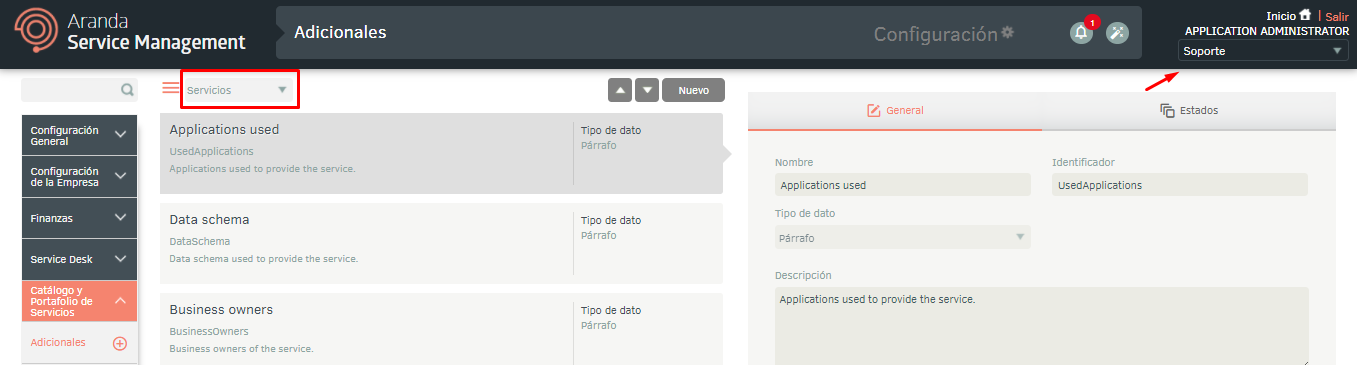 Aranda
Service Management
Adicionales
Configuración
1
Inicio | Salir
APPLICATION ADMINISTRATOR
Soporte
Servicios
Nuevo
Configuración
General
Configuración
de la Empresa
Finanzas
Service Desk
Catálogo y
Portafolio de
Servicios
Adicionales
Applications used
UsedApplications
Applications used to provide the service.
Tipo de dato
Párrafo
Data schema
DataSchema
Data schema used to provide the service.
Tipo de dato
Párrafo
Business owners
BusinessOwners
Business owners of the service.
Tipo de dato
Párrafo
General
Estados
Nombre
Applications used
Identificador
UsedApplications
Tipo de dato
Párrafo
Descripción
Applications used to provide the service.